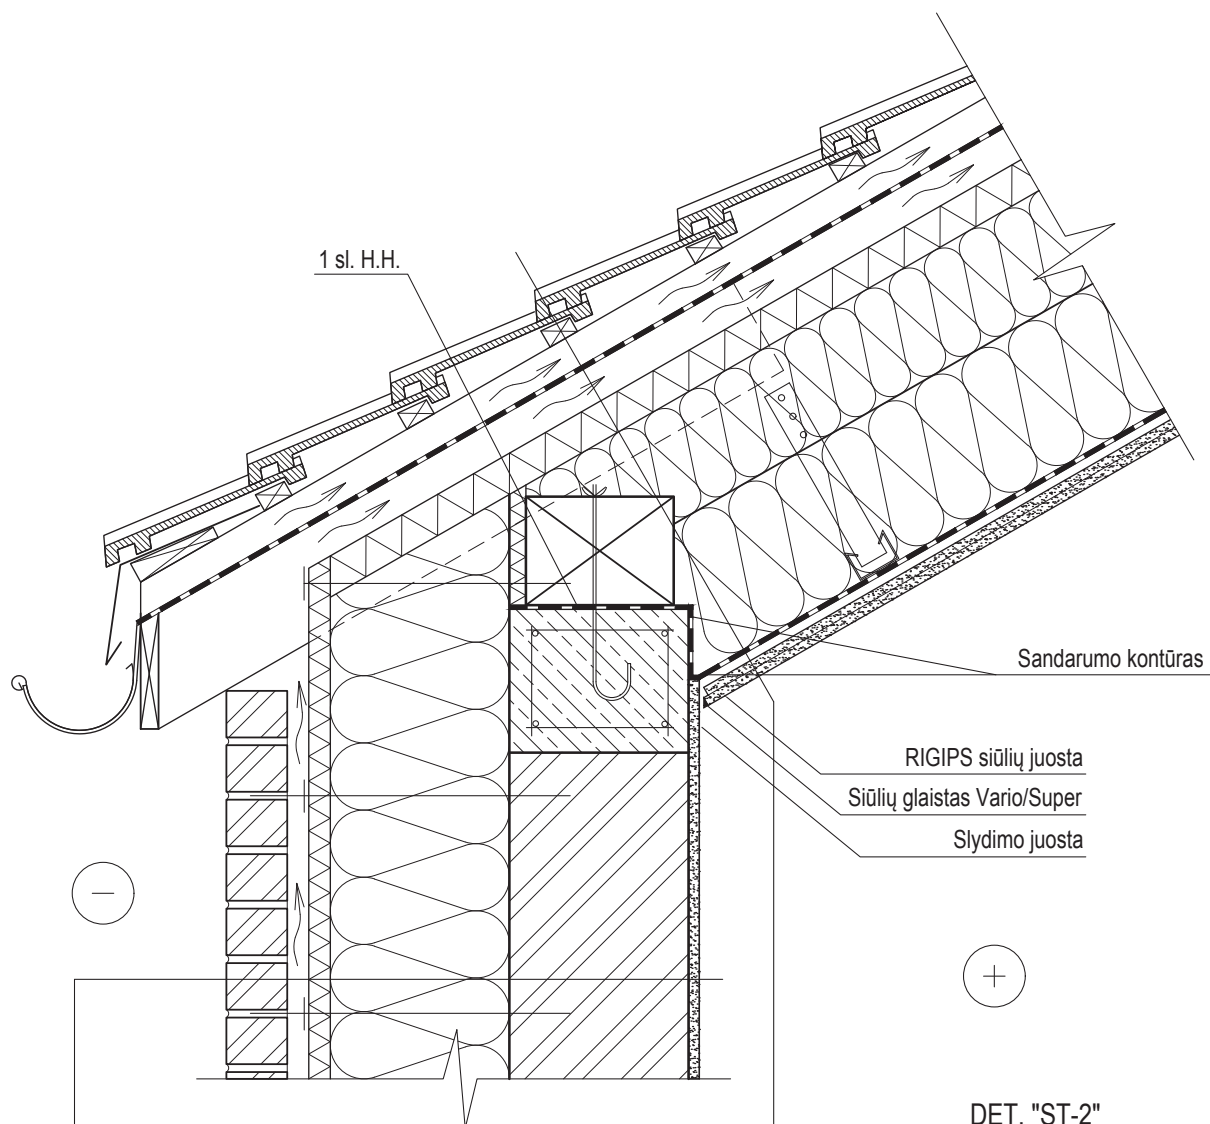 1 sl. H.H.
Sandarumo kontūras
RIGIPS siūlių juosta
Siūlių glaistas Vario/Super
Slydimo juosta
DET. "ST-2"